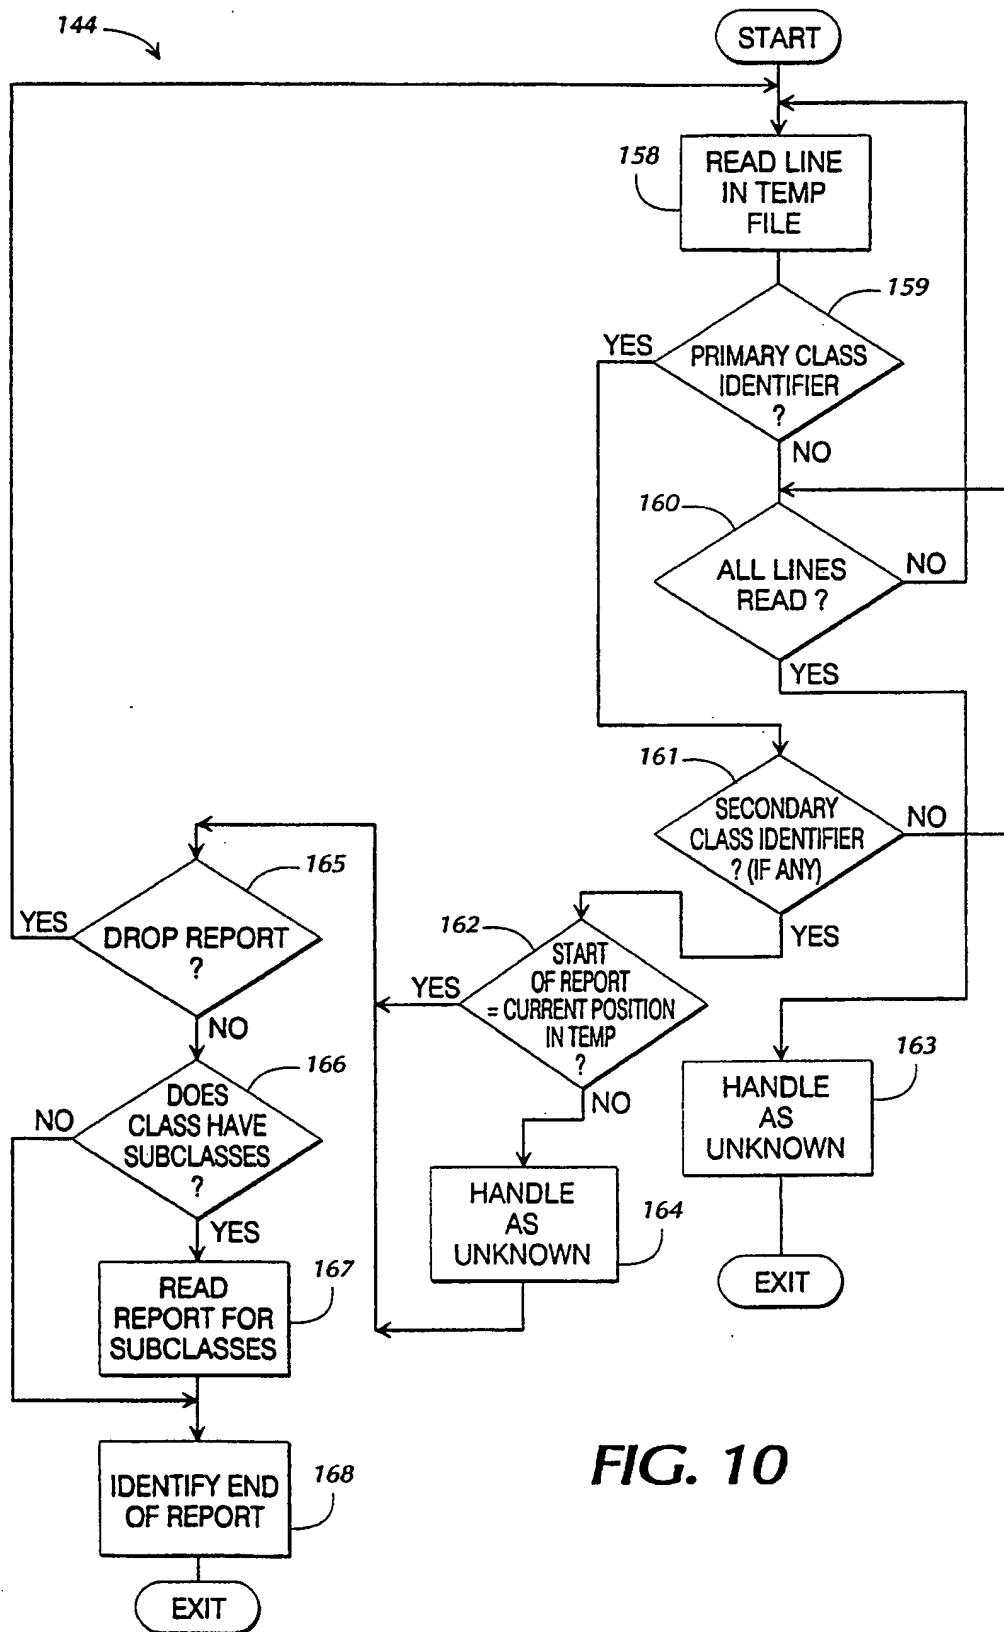 144
START
158
READ LINE
IN TEMP
FILE
159
YES
PRIMARY CLASS
IDENTIFIER
?
NO
160
ALL LINES
READ ?
NO
YES
161
SECONDARY
CLASS IDENTIFIER
? (IF ANY)
NO
YES
165
YES
DROP REPORT
?
NO
162
YES
START
OF REPORT
= CURRENT POSITION
IN TEMP
?
NO
166
NO
DOES
CLASS HAVE
SUBCLASSES
?
YES
163
HANDLE
AS
UNKNOWN
EXIT
164
HANDLE
AS
UNKNOWN
167
READ
REPORT FOR
SUBCLASSES
168
IDENTIFY END
OF REPORT
EXIT
FIG. 10